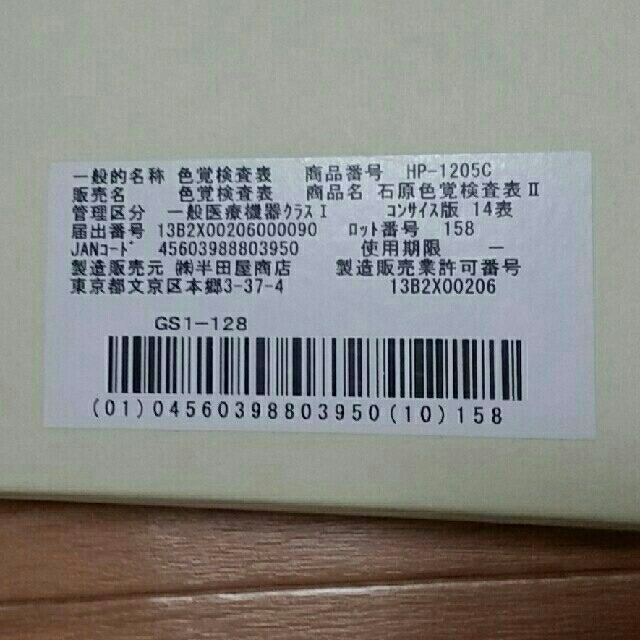 一般的名称 色覚検査表 商品番号 HP-1205C
販売名 色覚検査表 商品名 石原色覚検査表Ⅱ
管理区分 一般医療機器ｸﾗｽⅠ ｺﾝｻｲｽ版 14表
届出番号 13B2X00206000090 ﾛｯﾄ番号 158
JANｺｰﾄﾞ 4560398803950 使用期限 －
製造販売元 ㈱半田屋商店 製造販売業許可番号
東京都文京区本郷3-37-4 13B2X00206
GS1-128
(01)04560398803950(10)158